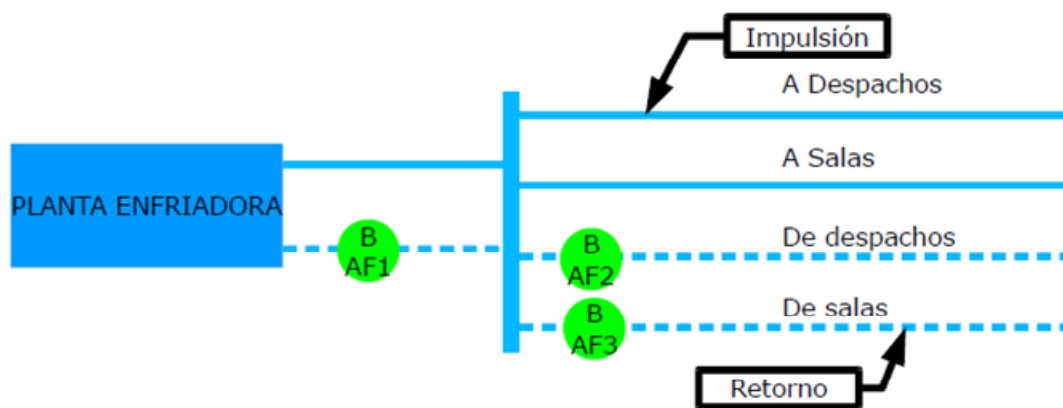 Impulsión
A Despachos
A Salas
PLANTA ENFRIADORA
B
AF1
De despachos
B
AF2
De salas
B
AF3
Retorno